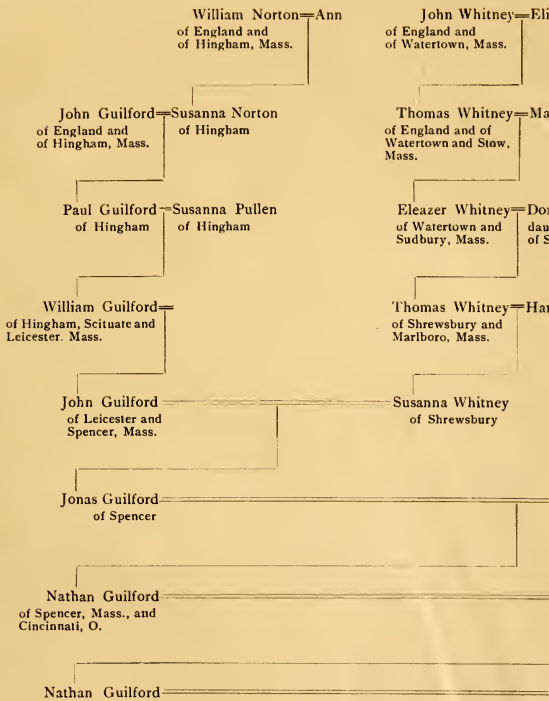 William Norton=Ann
of England and
of Hingham, Mass.
John Whitney=Eli
of England and
of Watertown, Mass.
John Guilford=Susanna Norton
of England and
of Hingham, Mass.
of Hingham
Thomas Whitney=Ma
of England and of
Watertown and Stow,
Mass.
Paul Guilford=Susanna Pullen
of Hingham
of Hingham
Eleazer Whitney=Dor
of Watertown and
Sudbury, Mass.
dau
of S
William Guilford=
of Hingham, Scituate and
Leicester. Mass.
Thomas Whitney=Har
of Shrewsbury and
Marlboro, Mass.
John Guilford
of Leicester and
Spencer, Mass.
Susanna Whitney
of Shrewsbury
Jonas Guilford
of Spencer
Nathan Guilford
of Spencer, Mass., and
Cincinnati, O.
Nathan Guilford